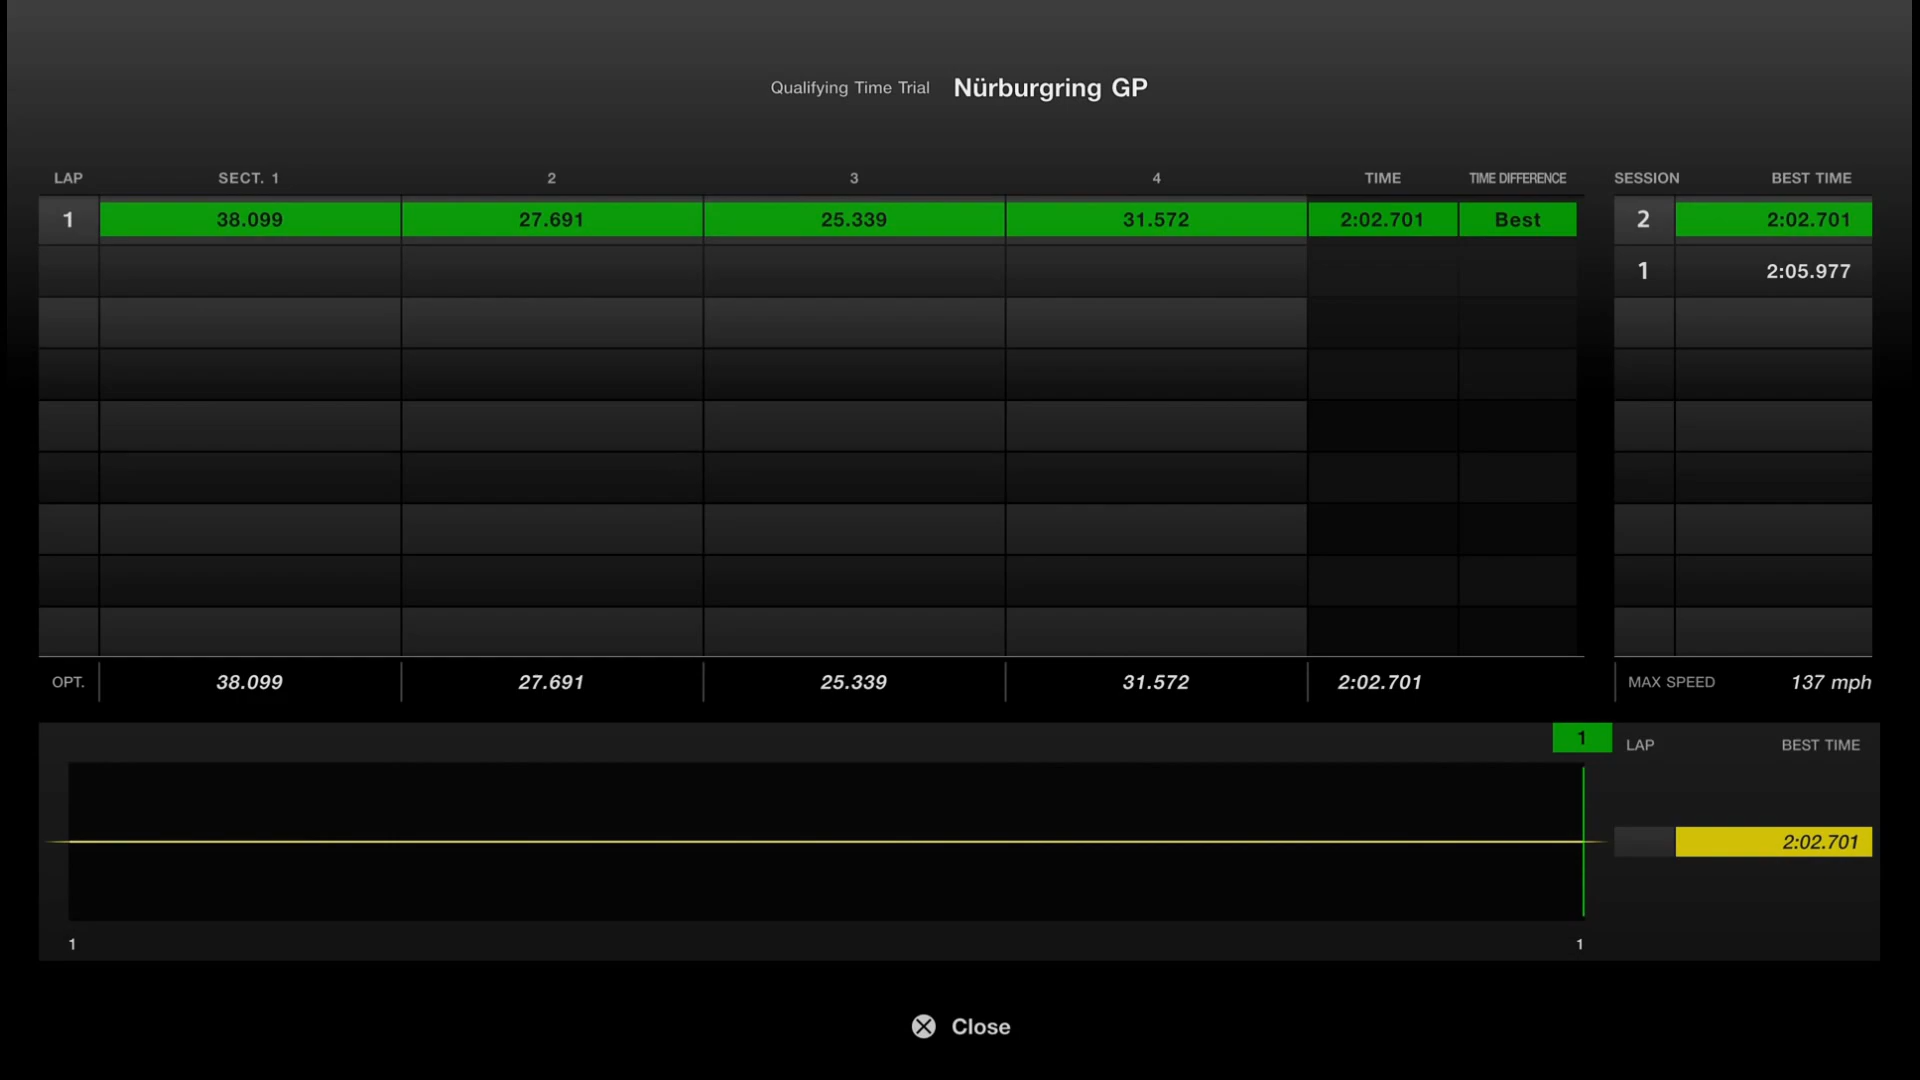 Qualifying Time Trial Nürburgring GP
LAP SECT. 1 2 3 4 TIME TIME DIFFERENCE SESSION BEST TIME
1 38.099 27.691 25.339 31.572 2:02.701 Best 2 2:02.701
1 2:05.977
OPT. 38.099 27.691 25.339 31.572 2:02.701 MAX SPEED 137 mph
1 LAP BEST TIME
2:02.701
1 1
Close